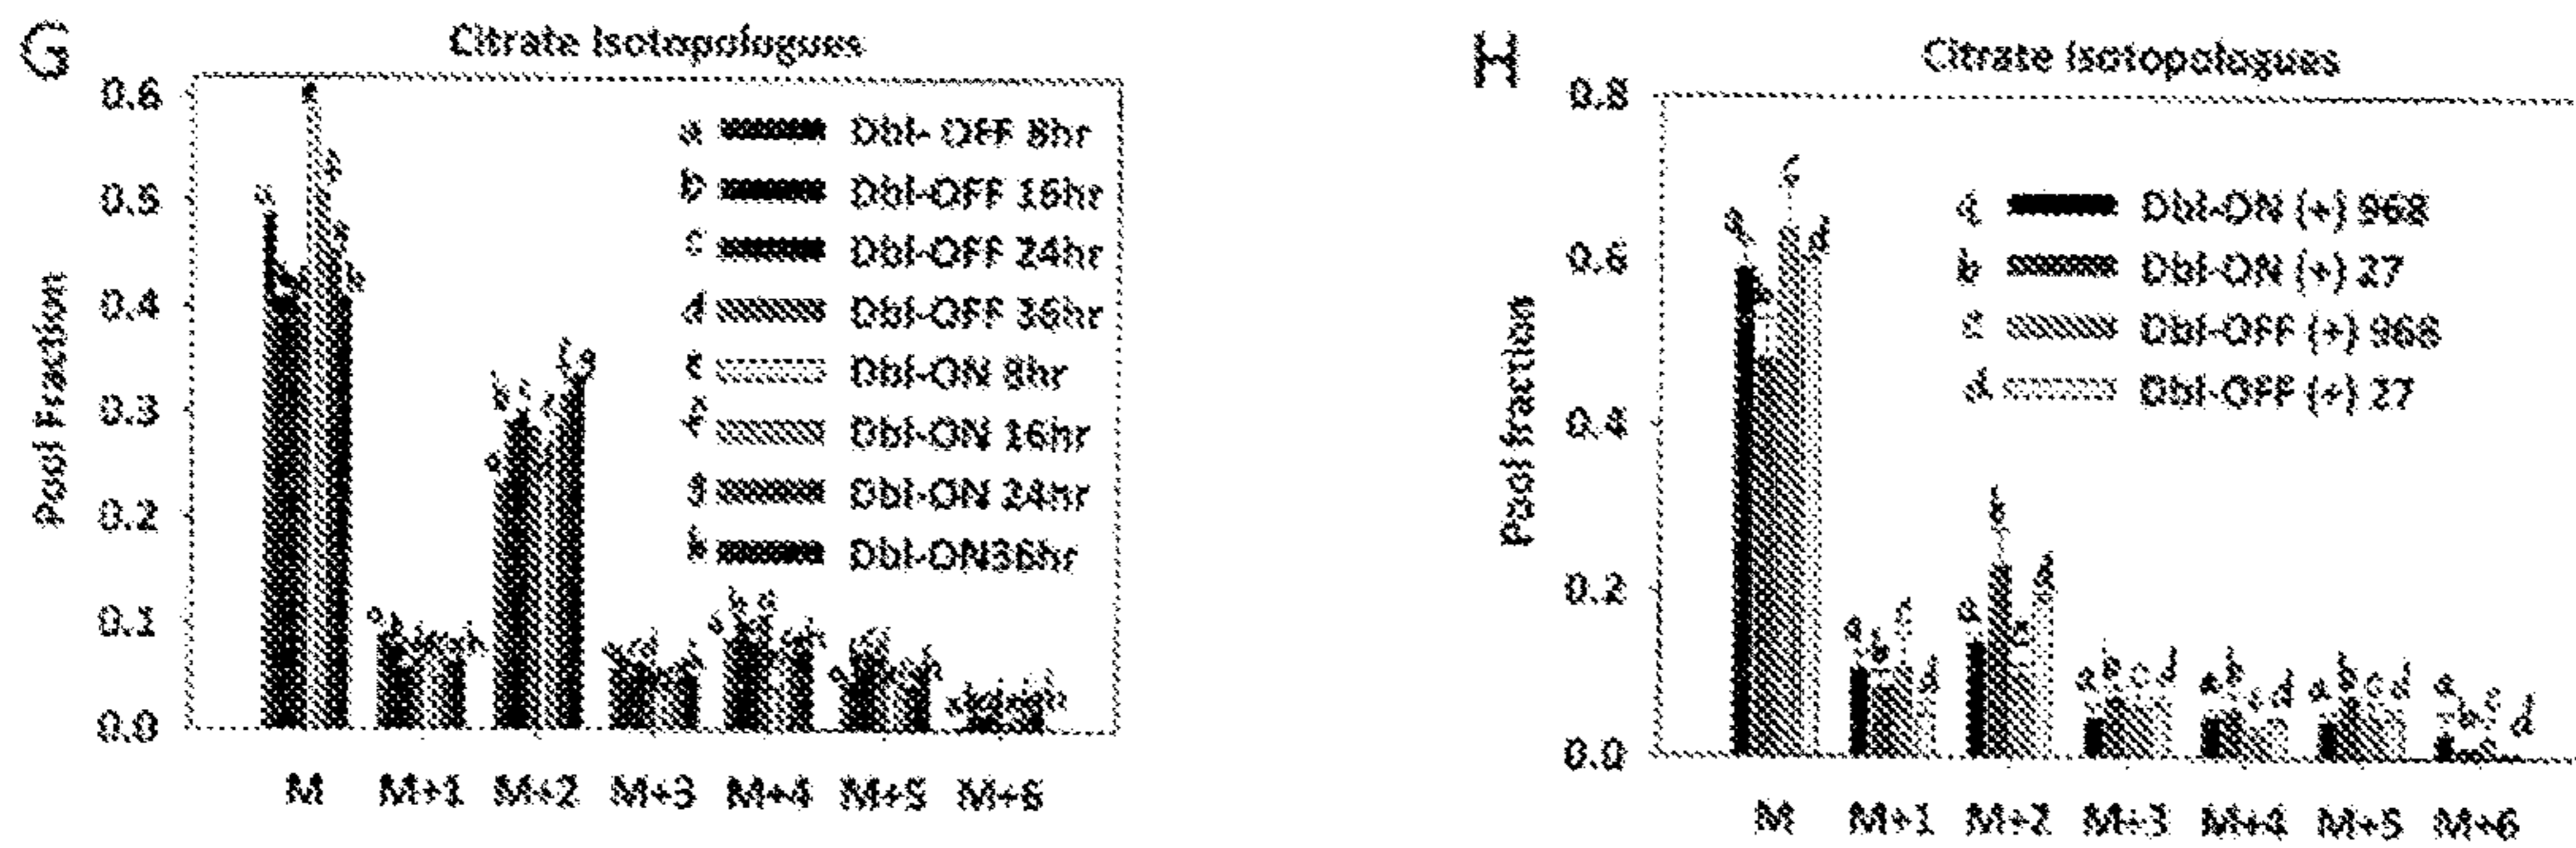 G
Citrate Isotopologues
0.6
0.5
0.4
0.3
0.2
0.1
0.0
Pool Fraction
a Dbl- OFF 8hr
b Dbl-OFF 16hr
c Dbl-OFF 24hr
d Dbl-OFF 36hr
e Dbl-ON 8hr
f Dbl-ON 16hr
g Dbl-ON 24hr
h Dbl-ON36hr
M M+1 M+2 M+3 M+4 M+5 M+6
H
Citrate Isotopologues
0.8
0.6
0.4
0.2
0.0
Pool fraction
a Dbl-ON (+) 968
b Dbl-ON (+) 27
c Dbl-OFF (+) 968
d Dbl-OFF (+) 27
M M+1 M+2 M+3 M+4 M+5 M+6